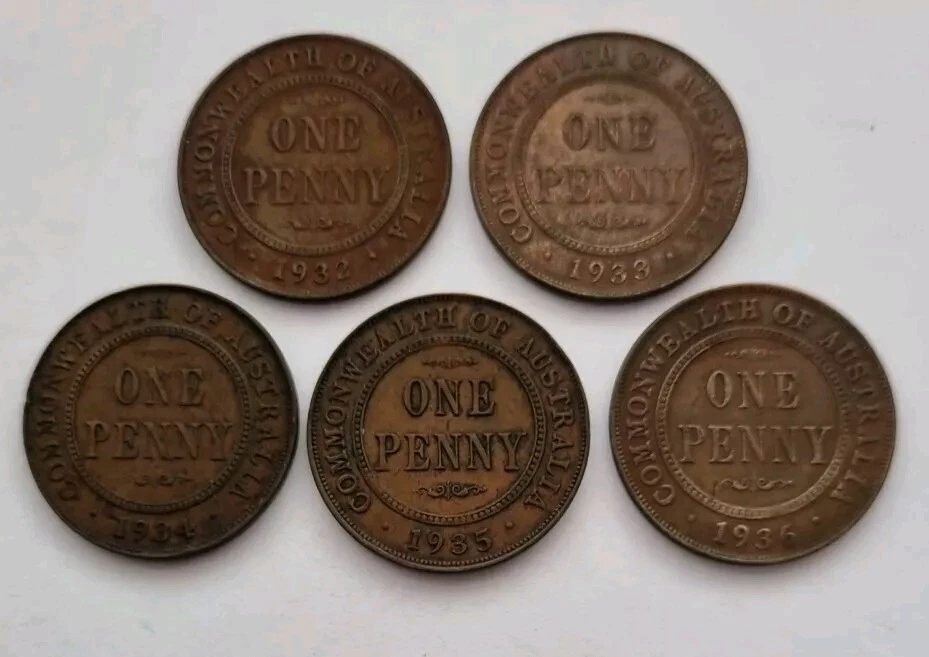 COMMONWEALTH OF AUSTRALIA
ONE
PENNY
· 1932 ·
COMMONWEALTH OF AUSTRALIA
ONE
PENNY
· 1933 ·
COMMONWEALTH OF AUSTRALIA
ONE
PENNY
· 1934 ·
COMMONWEALTH OF AUSTRALIA
ONE
PENNY
· 1935 ·
COMMONWEALTH OF AUSTRALIA
ONE
PENNY
· 1936 ·